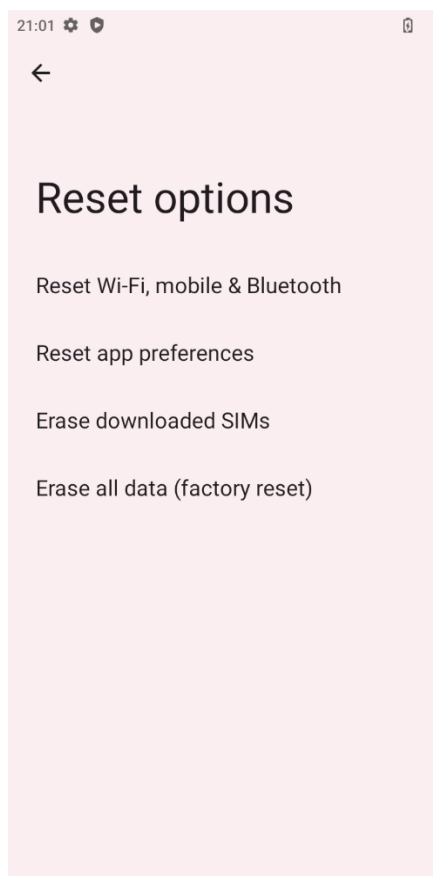 21:01
Reset options
Reset Wi-Fi, mobile & Bluetooth
Reset app preferences
Erase downloaded SIMs
Erase all data (factory reset)